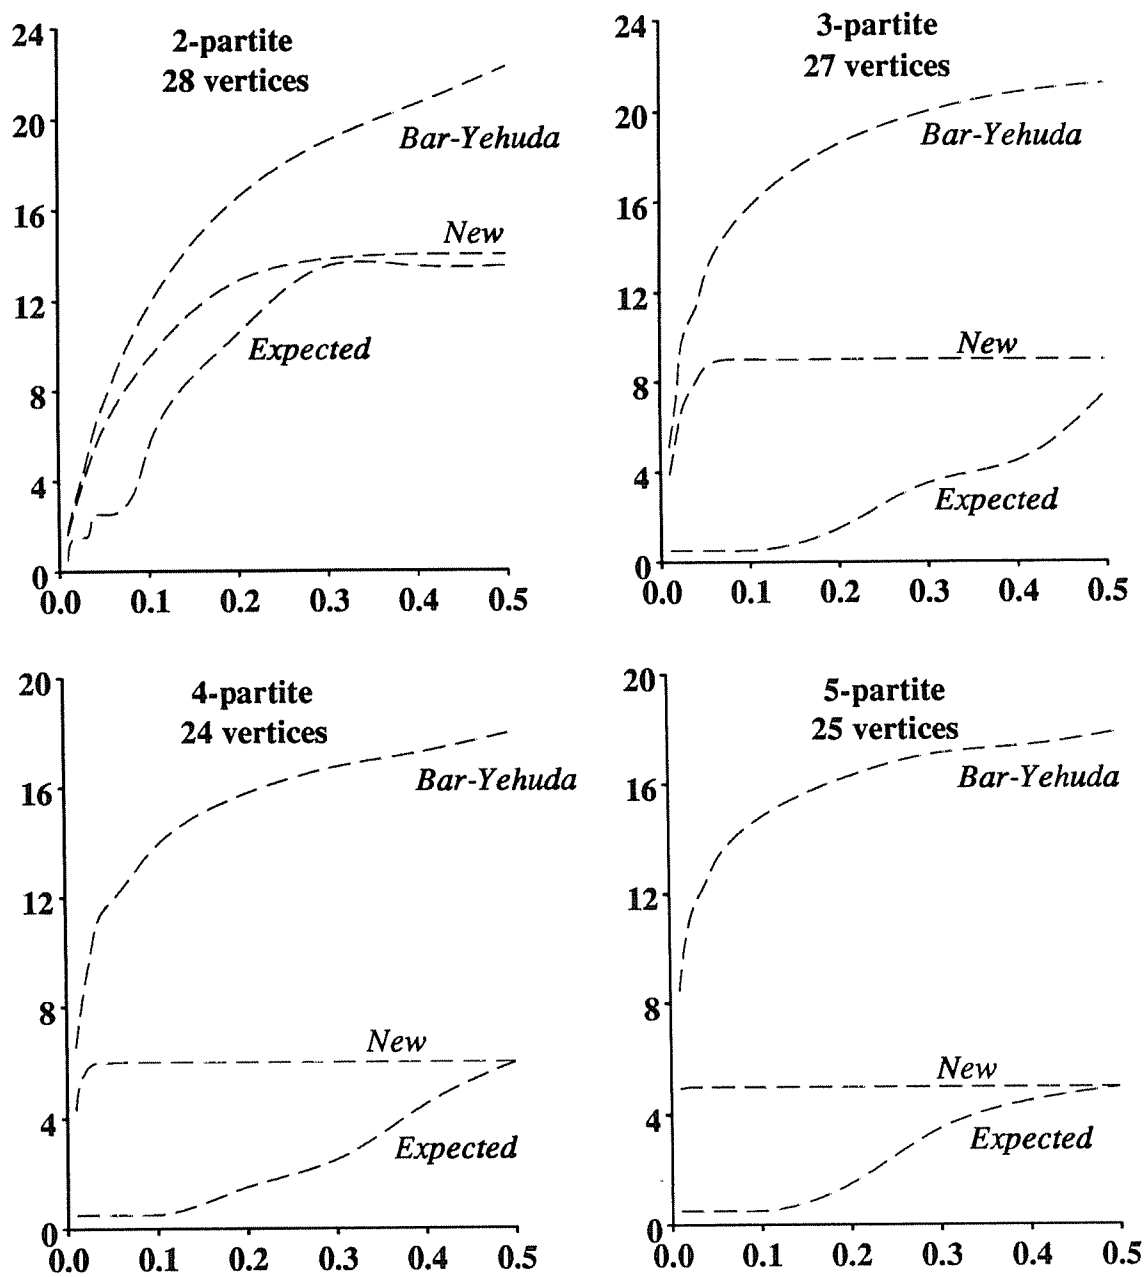 2-partite
28 vertices
24
20
16
12
8
4
0
Bar-Yehuda
New
Expected
0.0 0.1 0.2 0.3 0.4 0.5
3-partite
27 vertices
24
20
16
12
8
4
0
Bar-Yehuda
New
Expected
0.0 0.1 0.2 0.3 0.4 0.5
4-partite
24 vertices
20
16
12
8
4
0
Bar-Yehuda
New
Expected
0.0 0.1 0.2 0.3 0.4 0.5
5-partite
25 vertices
20
16
12
8
4
0
Bar-Yehuda
New
Expected
0.0 0.1 0.2 0.3 0.4 0.5